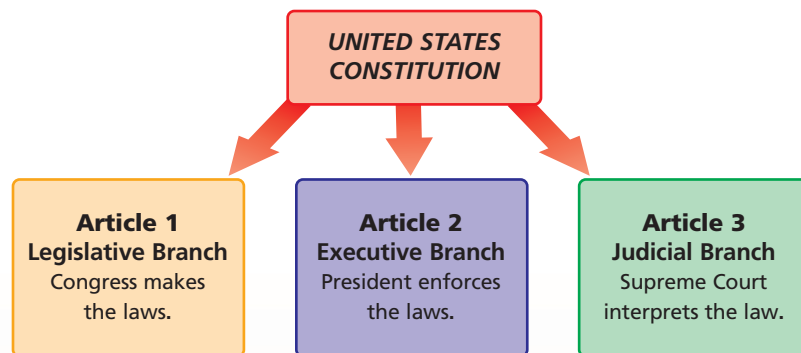 UNITED STATES
CONSTITUTION
Article 1
Legislative Branch
Congress makes
the laws.
Article 2
Executive Branch
President enforces
the laws.
Article 3
Judicial Branch
Supreme Court
interprets the law.